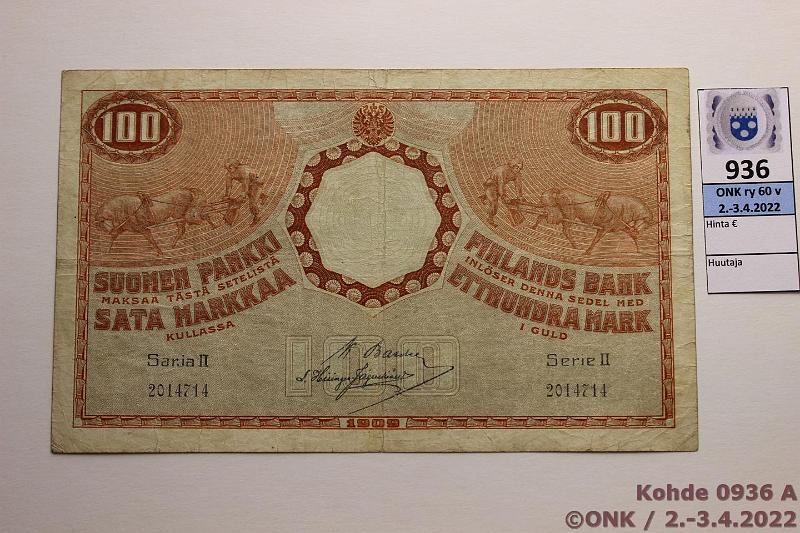 100
100
SUOMEN PANKKI
MAKSAA TÄSTÄ SETELISTÄ
SATA MARKKAA
KULLASSA
FINLANDS BANK
INLÖSER DENNA SEDEL MED
ETTHUNDRA MARK
I GULD
Sarja II
2014714
100
Serie II
2014714
1909
936
ONK ry 60 v
2.-3.4.2022
Hinta €
Huutaja
Kohde 0936 A
©ONK / 2.-3.4.2022